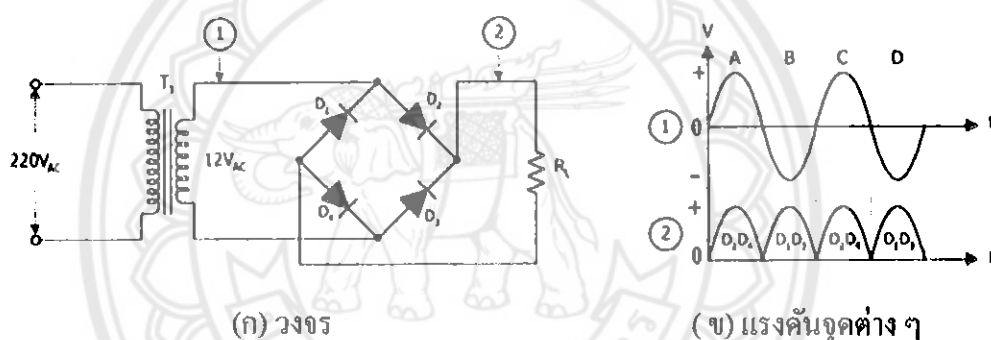 1
2
T1
220VAC
12VAC
D1
D2
D4
D3
RL
(ก) วงจร
V
A B C D
+
1
0
t
-
+
2
0
t
D2D4 D1D3 D2D4 D1D3
(ข) แรงดันจุดต่าง ๆ